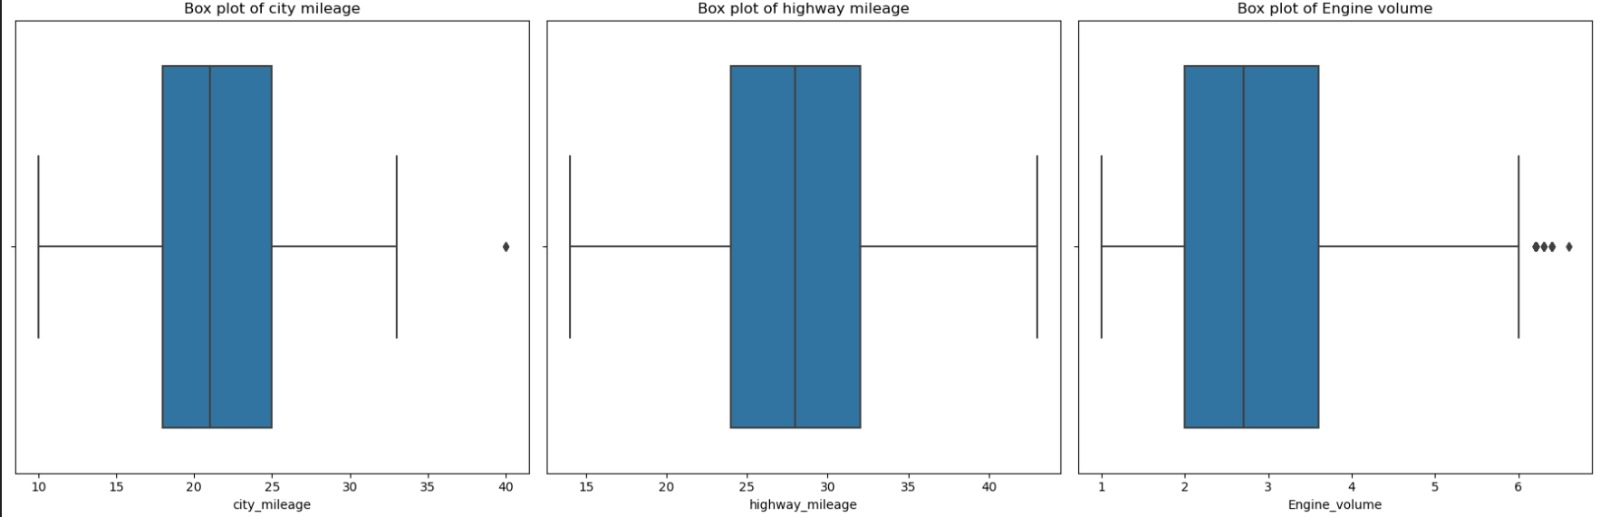 Box plot of city mileage
10 15 20 25 30 35 40
city_mileage
Box plot of highway mileage
15 20 25 30 35 40
highway_mileage
Box plot of Engine volume
1 2 3 4 5 6
Engine_volume